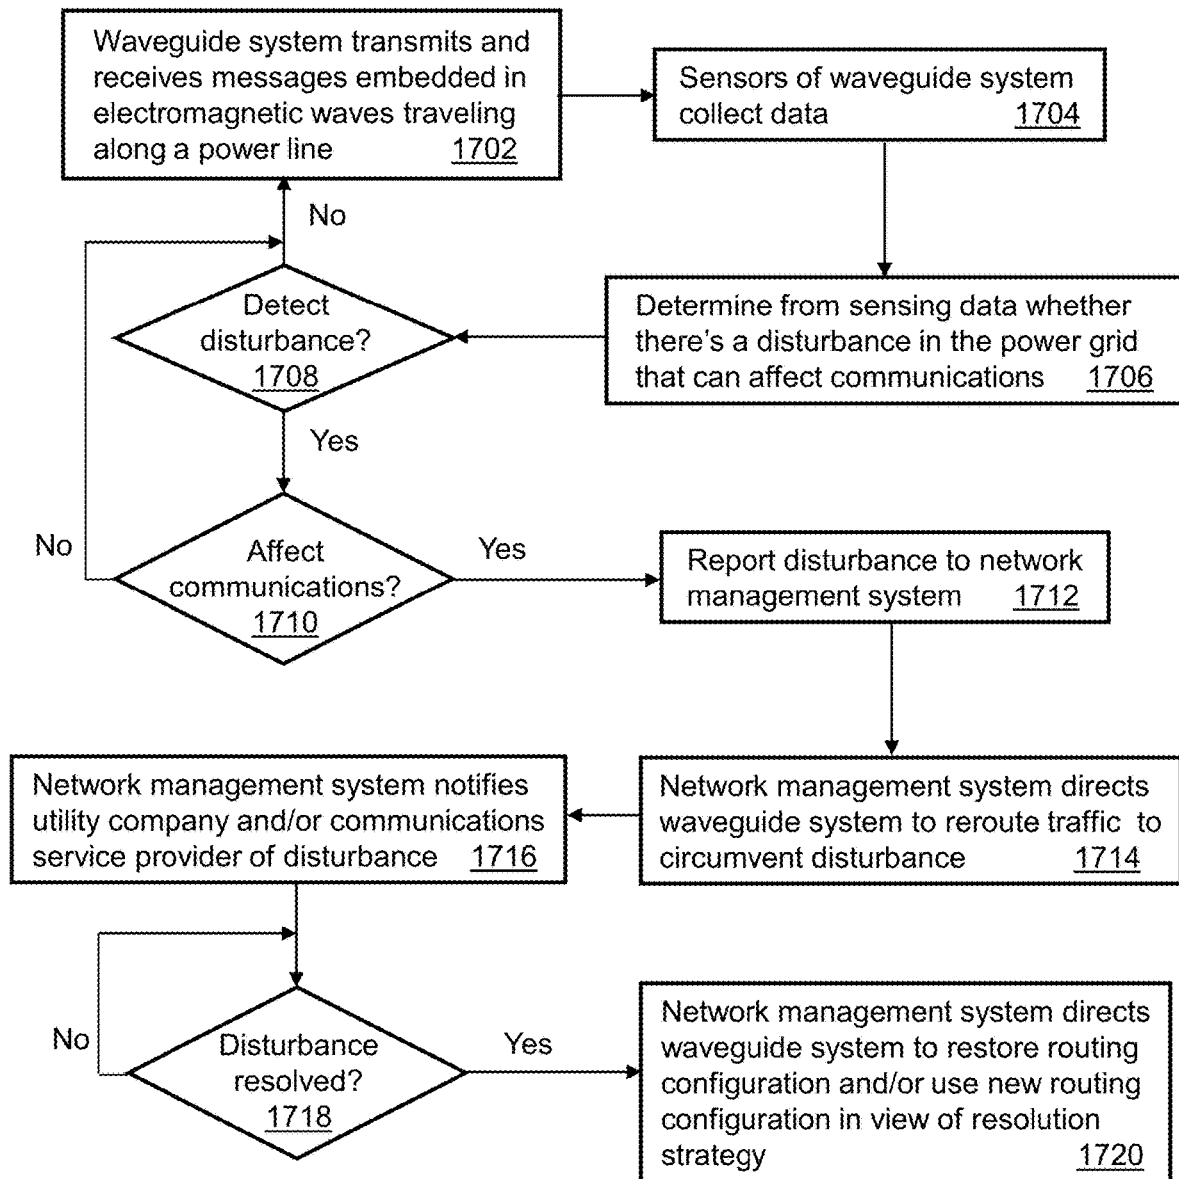 Waveguide system transmits and
receives messages embedded in
electromagnetic waves traveling
along a power line 1702
Sensors of waveguide system
collect data 1704
No
Detect
disturbance?
1708
Determine from sensing data whether
there's a disturbance in the power grid
that can affect communications 1706
Yes
No
Affect
communications?
1710
Yes
Report disturbance to network
management system 1712
Network management system notifies
utility company and/or communications
service provider of disturbance 1716
Network management system directs
waveguide system to reroute traffic to
circumvent disturbance 1714
No
Disturbance
resolved?
1718
Yes
Network management system directs
waveguide system to restore routing
configuration and/or use new routing
configuration in view of resolution
strategy 1720